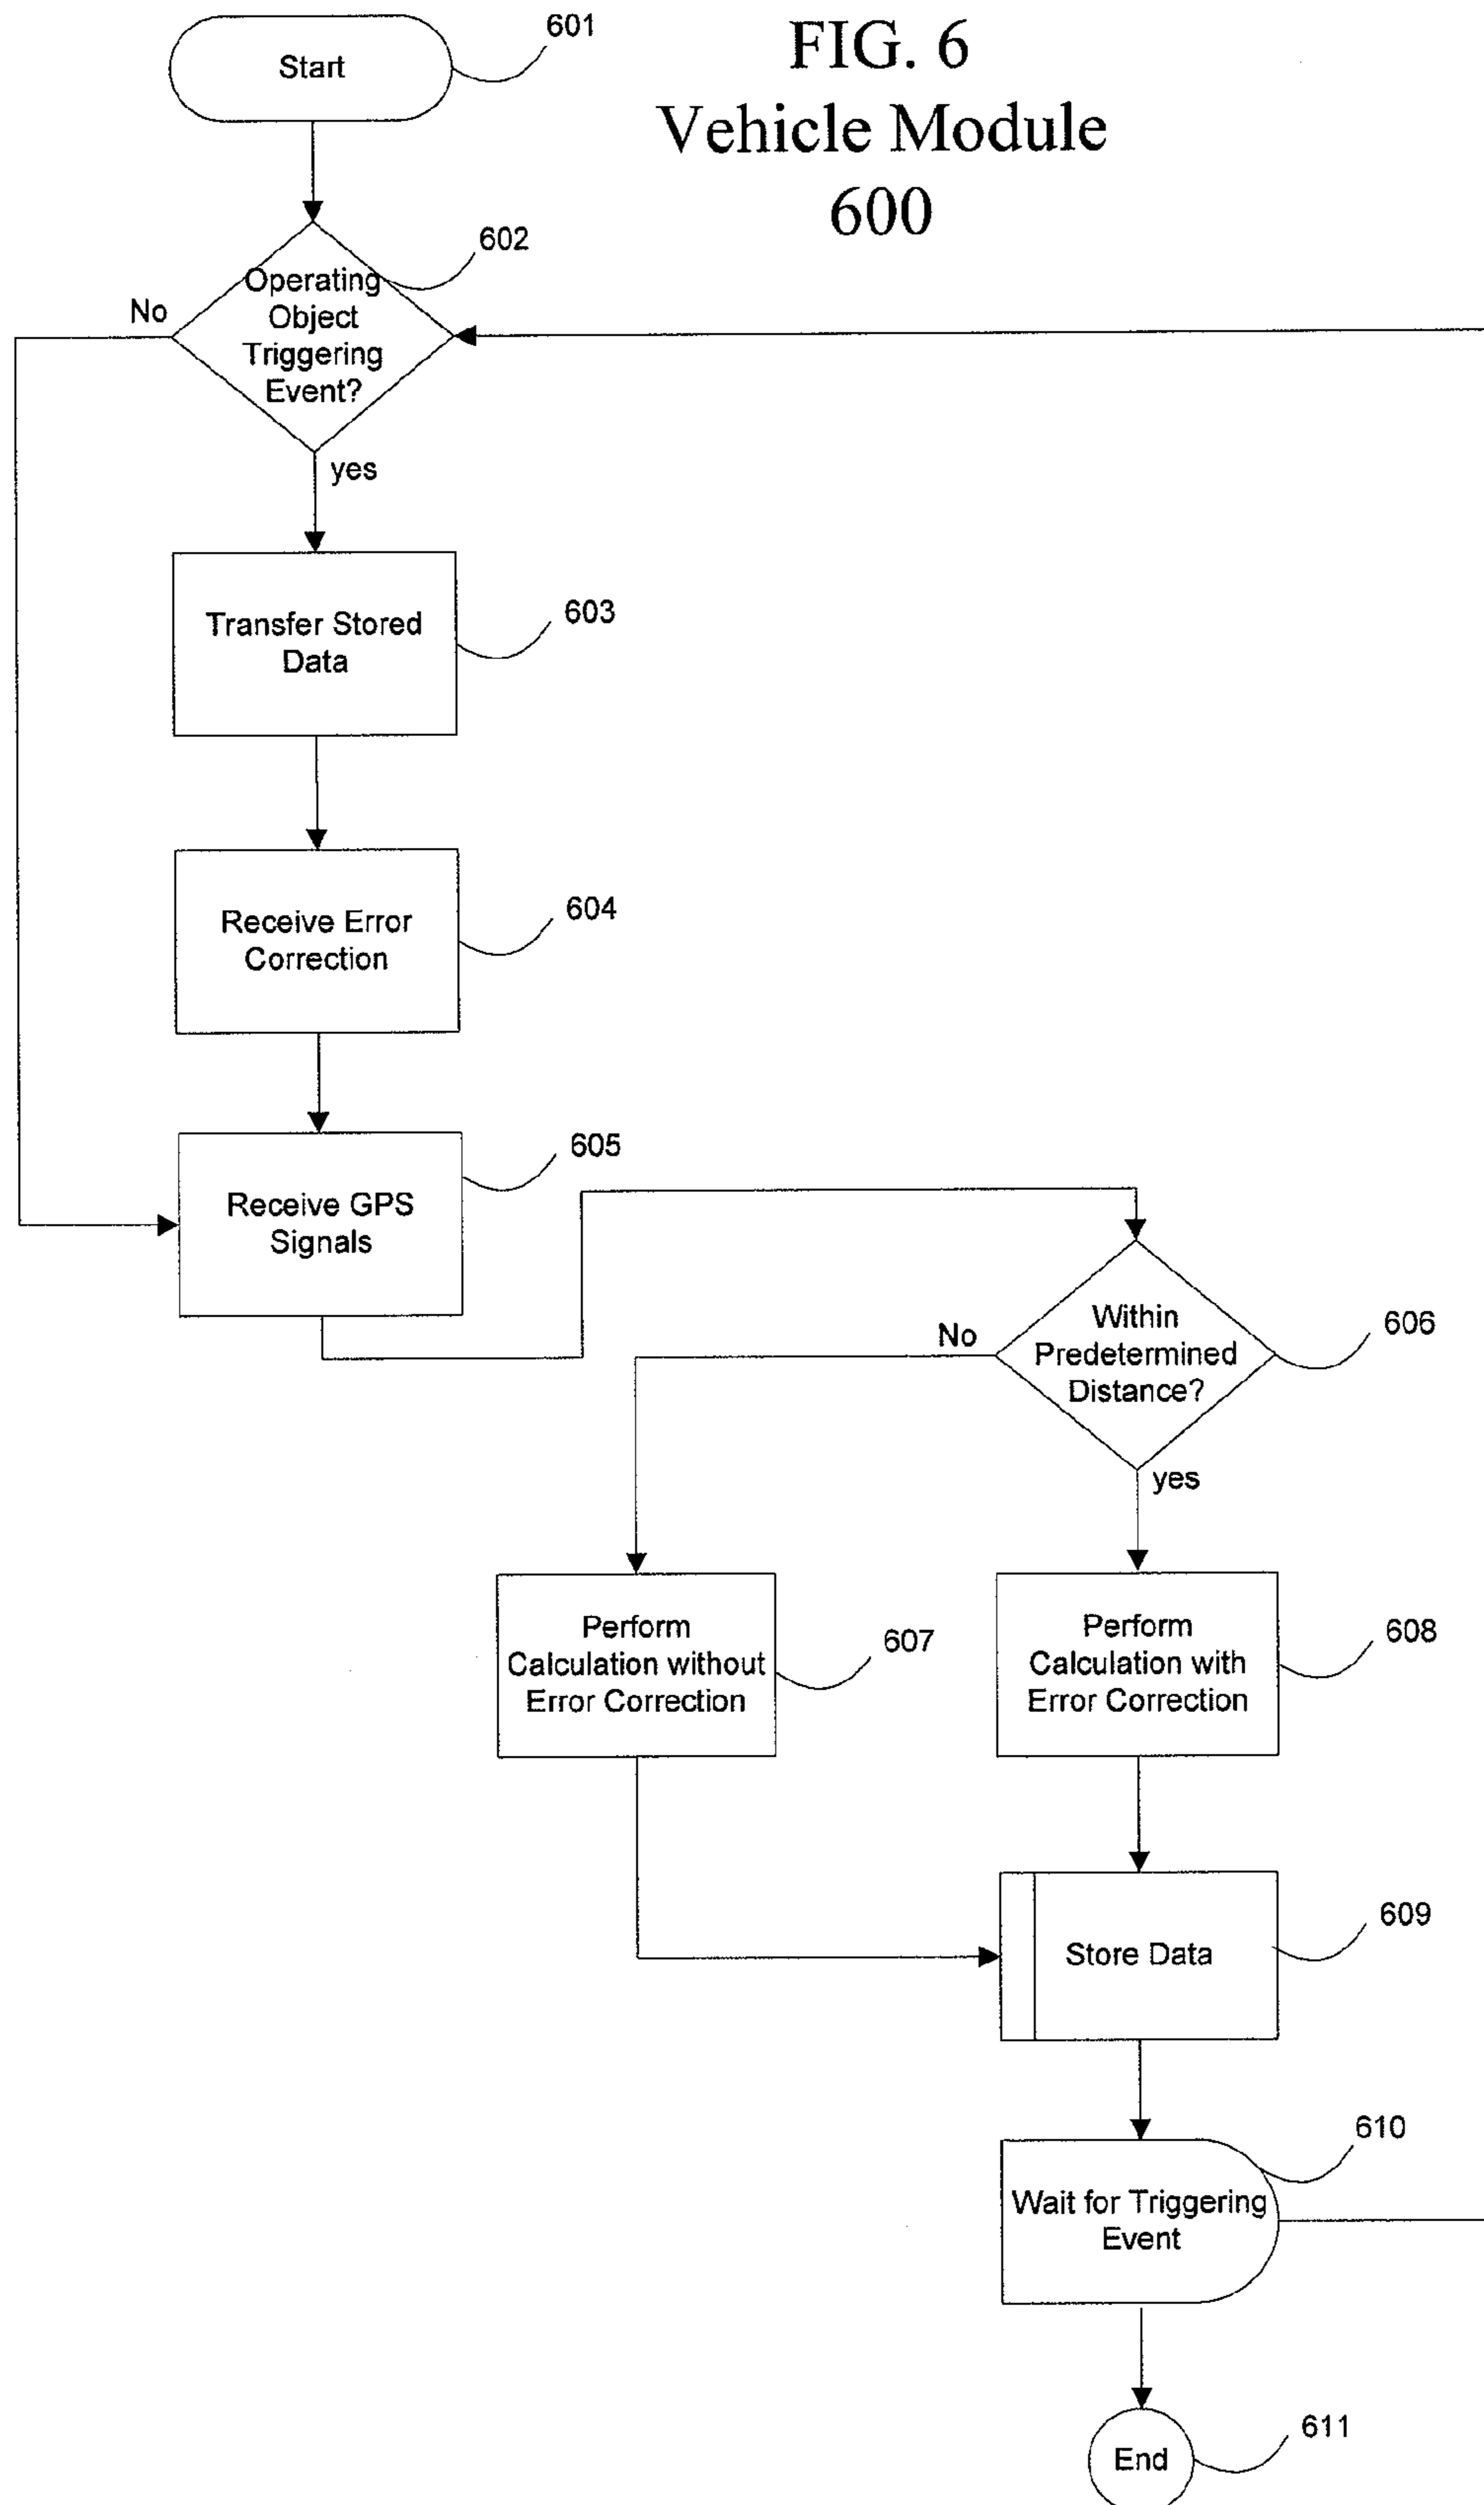 FIG. 6
Vehicle Module
600
Start
601
Operating
Object
Triggering
Event?
602
No
yes
Transfer Stored
Data
603
Receive Error
Correction
604
Receive GPS
Signals
605
Within
Predetermined
Distance?
606
No
yes
Perform
Calculation without
Error Correction
607
Perform
Calculation with
Error Correction
608
Store Data
609
Wait for Triggering
Event
610
End
611